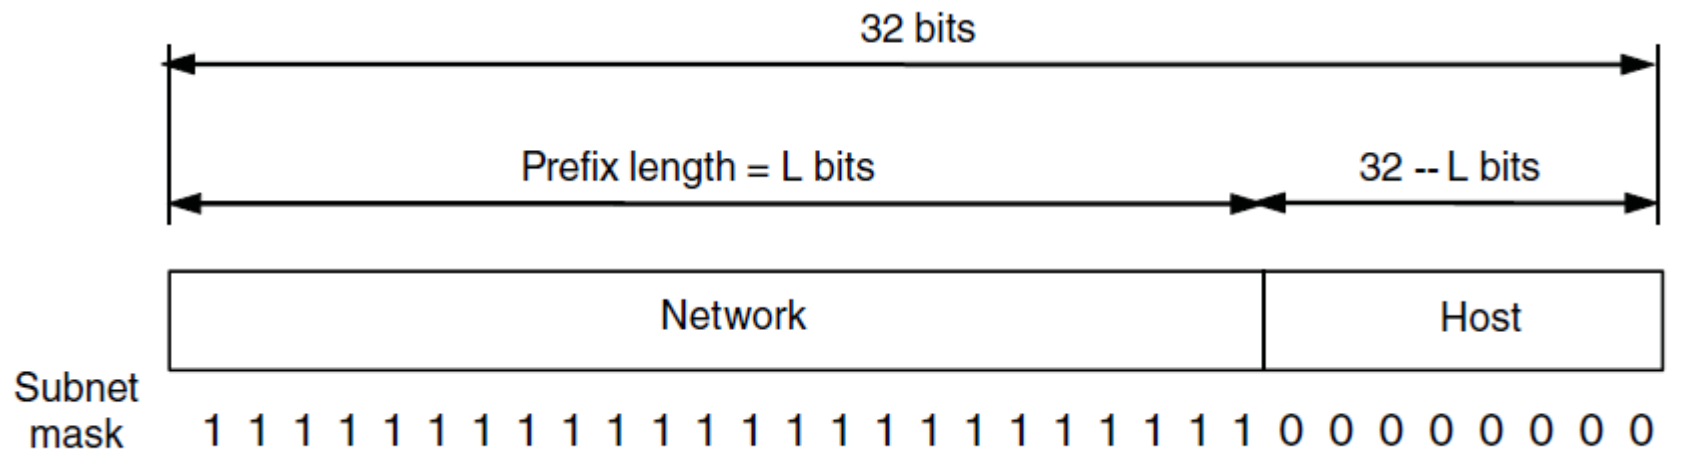 32 bits
Prefix length = L bits 32 -- L bits
Network Host
Subnet
mask 1 1 1 1 1 1 1 1 1 1 1 1 1 1 1 1 1 1 1 1 1 1 1 1 0 0 0 0 0 0 0 0